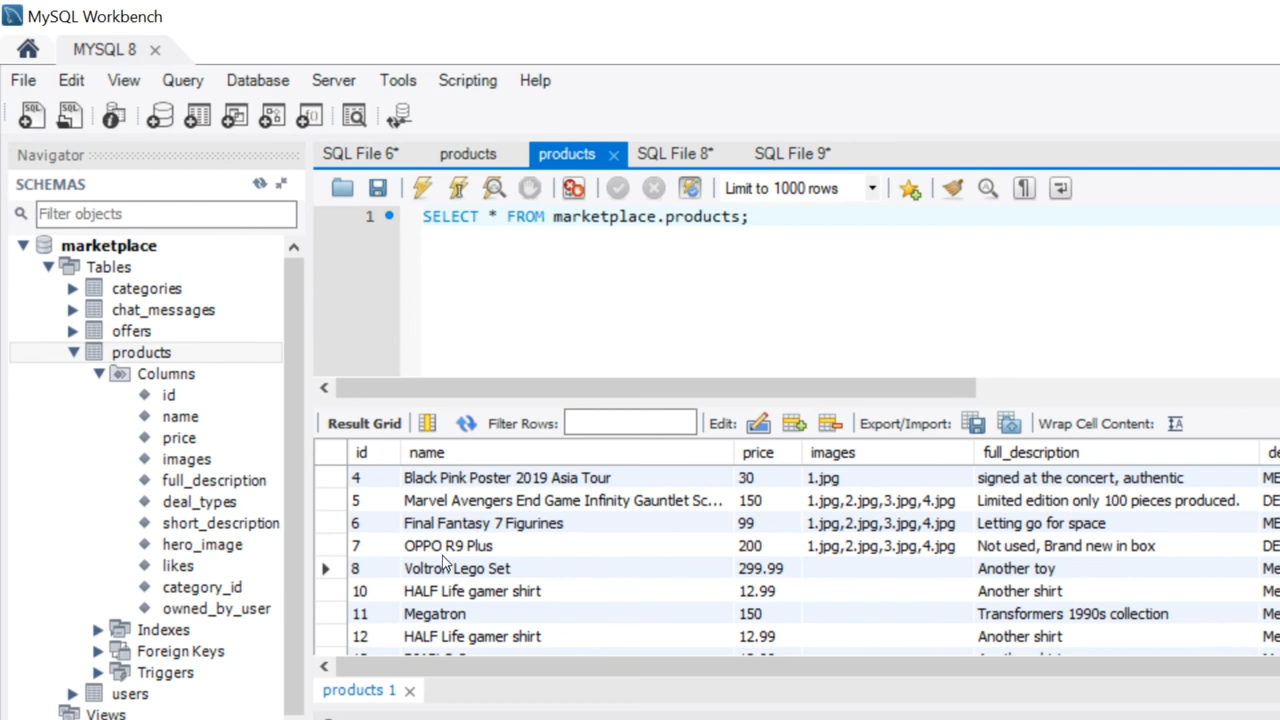 MySQL Workbench
MYSQL 8
File Edit View Query Database Server Tools Scripting Help
Navigator
SCHEMAS
Filter objects
marketplace
Tables
categories
chat_messages
offers
products
Columns
id
name
price
images
full_description
deal_types
short_description
hero_image
likes
category_id
owned_by_user
Indexes
Foreign Keys
Triggers
users
Views
SQL File 6* products products SQL File 8* SQL File 9*
Limit to 1000 rows
1 SELECT * FROM marketplace.products;
Result Grid Filter Rows: Edit: Export/Import: Wrap Cell Content:
id name price images full_description de
4 Black Pink Poster 2019 Asia Tour 30 1.jpg signed at the concert, authentic ME
5 Marvel Avengers End Game Infinity Gauntlet Sc... 150 1.jpg,2.jpg,3.jpg,4.jpg Limited edition only 100 pieces produced. DE
6 Final Fantasy 7 Figurines 99 1.jpg,2.jpg,3.jpg,4.jpg Letting go for space ME
7 OPPO R9 Plus 200 1.jpg,2.jpg,3.jpg,4.jpg Not used, Brand new in box DE
8 Voltron Lego Set 299.99 Another toy Me
10 HALF Life gamer shirt 12.99 Another shirt Me
11 Megatron 150 Transformers 1990s collection Me
12 HALF Life gamer shirt 12.99 Another shirt Me
products 1